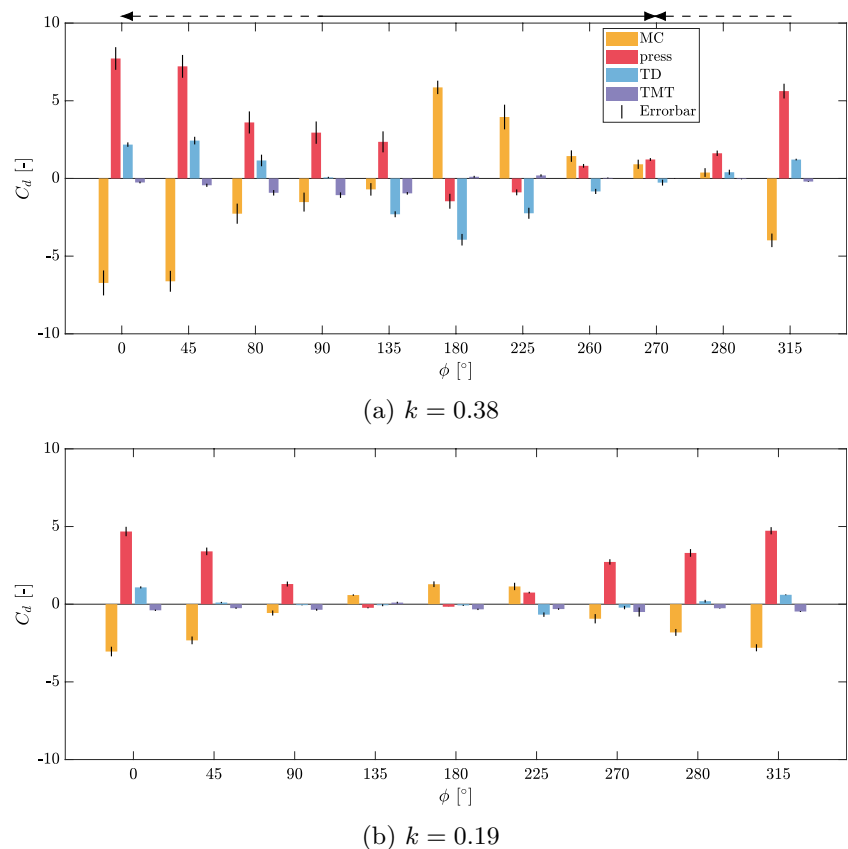 10
5
0
-5
-10
C_d [-]
MC
press
TD
TMT
Errorbar
0 45 80 90 135 180 225 260 270 280 315
ϕ [°]
(a) k = 0.38
10
5
0
-5
-10
C_d [-]
0 45 90 135 180 225 270 280 315
ϕ [°]
(b) k = 0.19